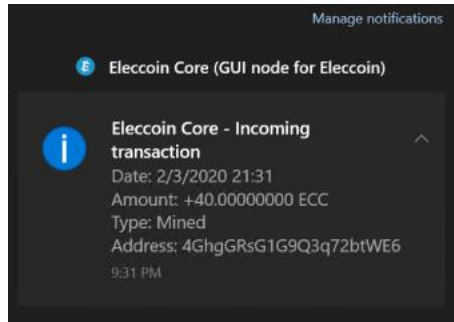 Manage notifications
Eleccoin Core (GUI node for Eleccoin)
Eleccoin Core - Incoming
transaction
Date: 2/3/2020 21:31
Amount: +40.00000000 ECC
Type: Mined
Address: 4GhgGRsG1G9Q3q72btWE6
9:31 PM